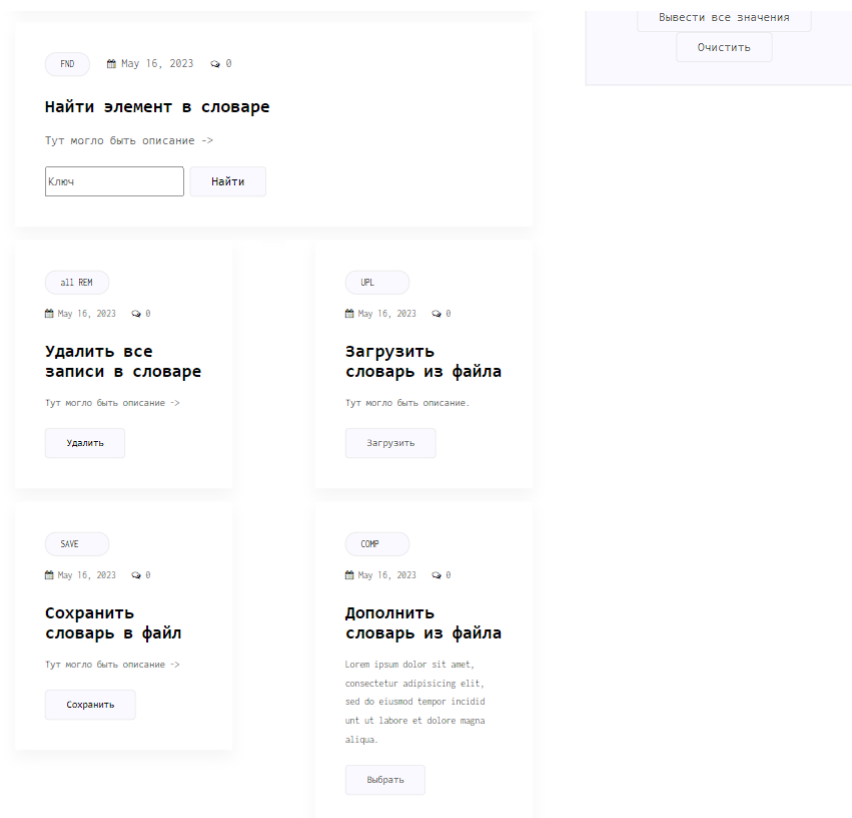 Вывести все значения
Очистить
FND May 16, 2023 0
Найти элемент в словаре
Тут могло быть описание ->
Ключ Найти
all REM
May 16, 2023 0
Удалить все
записи в словаре
Тут могло быть описание ->
Удалить
UPL
May 16, 2023 0
Загрузить
словарь из файла
Тут могло быть описание.
Загрузить
SAVE
May 16, 2023 0
Сохранить
словарь в файл
Тут могло быть описание ->
Сохранить
COMP
May 16, 2023 0
Дополнить
словарь из файла
Lorem ipsum dolor sit amet,
consectetur adipisicing elit,
sed do eiusmod tempor incidid
unt ut labore et dolore magna
aliqua.
Выбрать